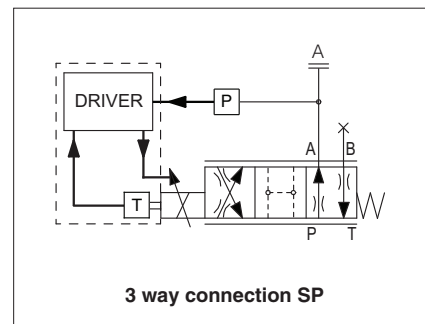 A
DRIVER
P
A B
T
P T
3 way connection SP